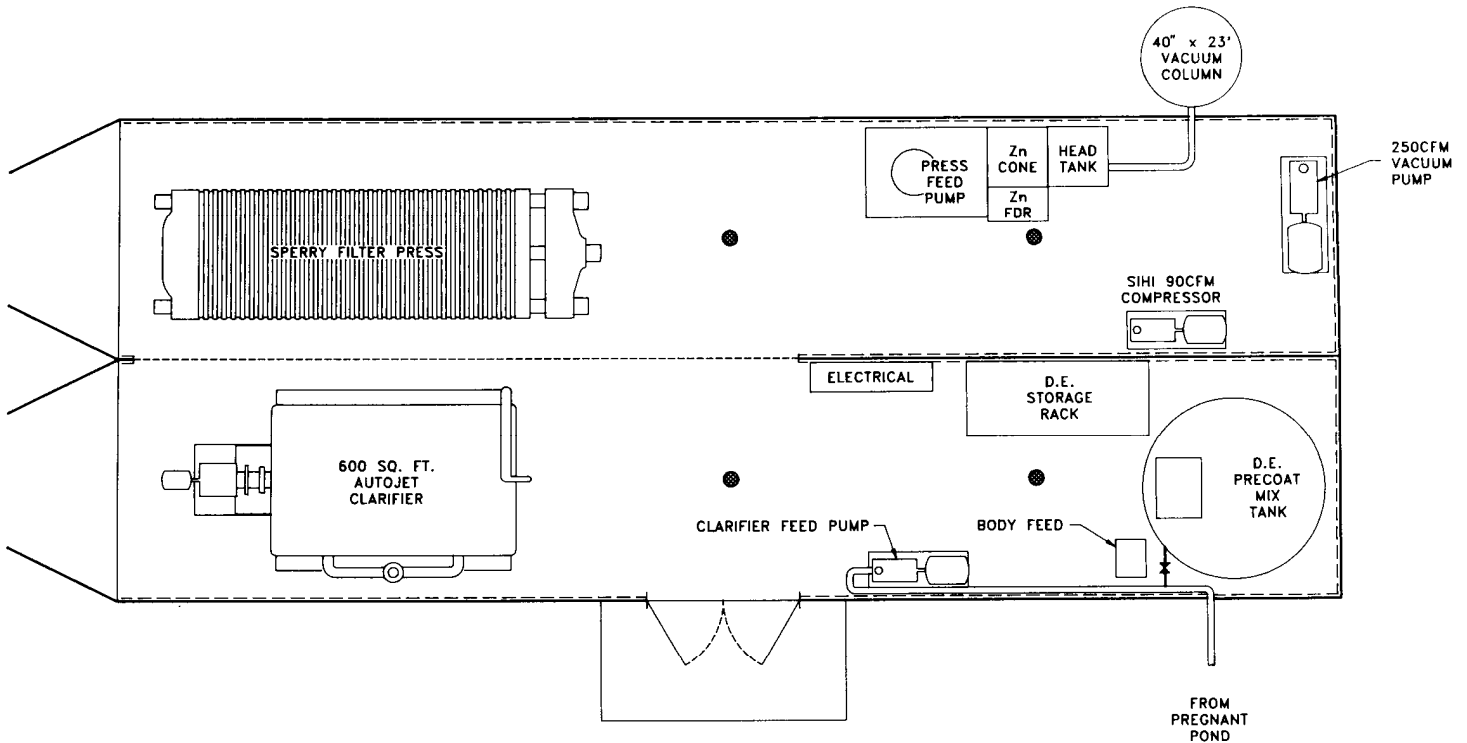 40" x 23'
VACUUM
COLUMN
250CFM
VACUUM
PUMP
PRESS
FEED
PUMP
Zn
CONE
HEAD
TANK
Zn
FDR
SPERRY FILTER PRESS
SIHI 90CFM
COMPRESSOR
ELECTRICAL
D.E.
STORAGE
RACK
600 SQ. FT.
AUTOJET
CLARIFIER
D.E.
PRECOAT
MIX
TANK
CLARIFIER FEED PUMP
BODY FEED
FROM
PREGNANT
POND